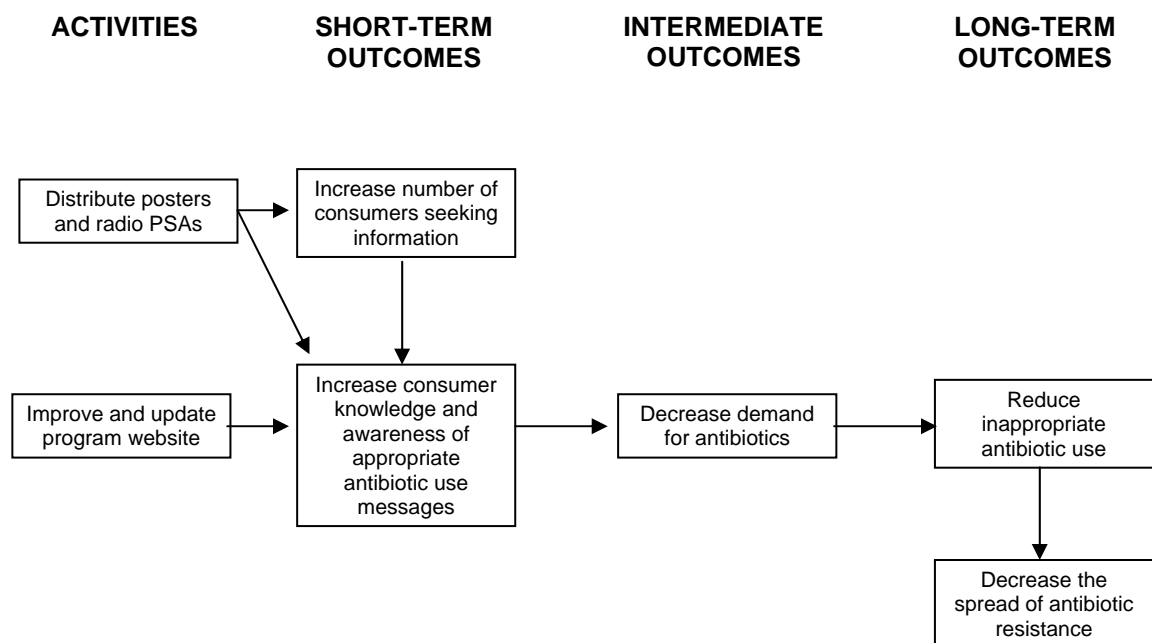 ACTIVITIES
SHORT-TERM
OUTCOMES
INTERMEDIATE
OUTCOMES
LONG-TERM
OUTCOMES
Distribute posters
and radio PSAs
Increase number of
consumers seeking
information
Improve and update
program website
Increase consumer
knowledge and
awareness of
appropriate
antibiotic use
messages
Decrease demand
for antibiotics
Reduce
inappropriate
antibiotic use
Decrease the
spread of antibiotic
resistance